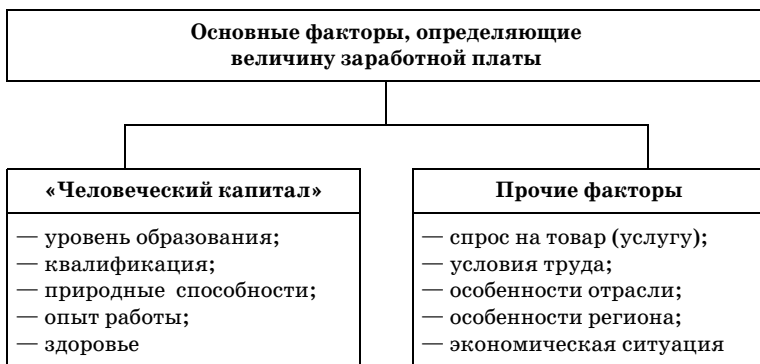 Основные факторы, определяющие
величину заработной платы
«Человеческий капитал»
— уровень образования;
— квалификация;
— природные способности;
— опыт работы;
— здоровье
Прочие факторы
— спрос на товар (услугу);
— условия труда;
— особенности отрасли;
— особенности региона;
— экономическая ситуация